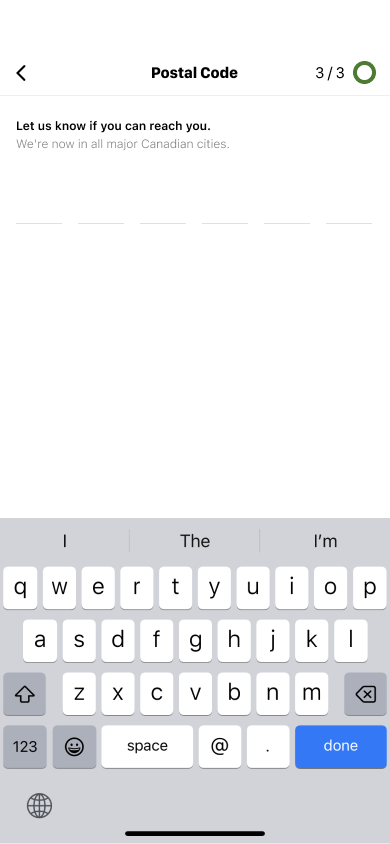 Postal Code
3 / 3
Let us know if you can reach you.
We're now in all major Canadian cities.
I The I'm
q w e r t y u i o p
a s d f g h j k l
z x c v b n m
123 space @ . done